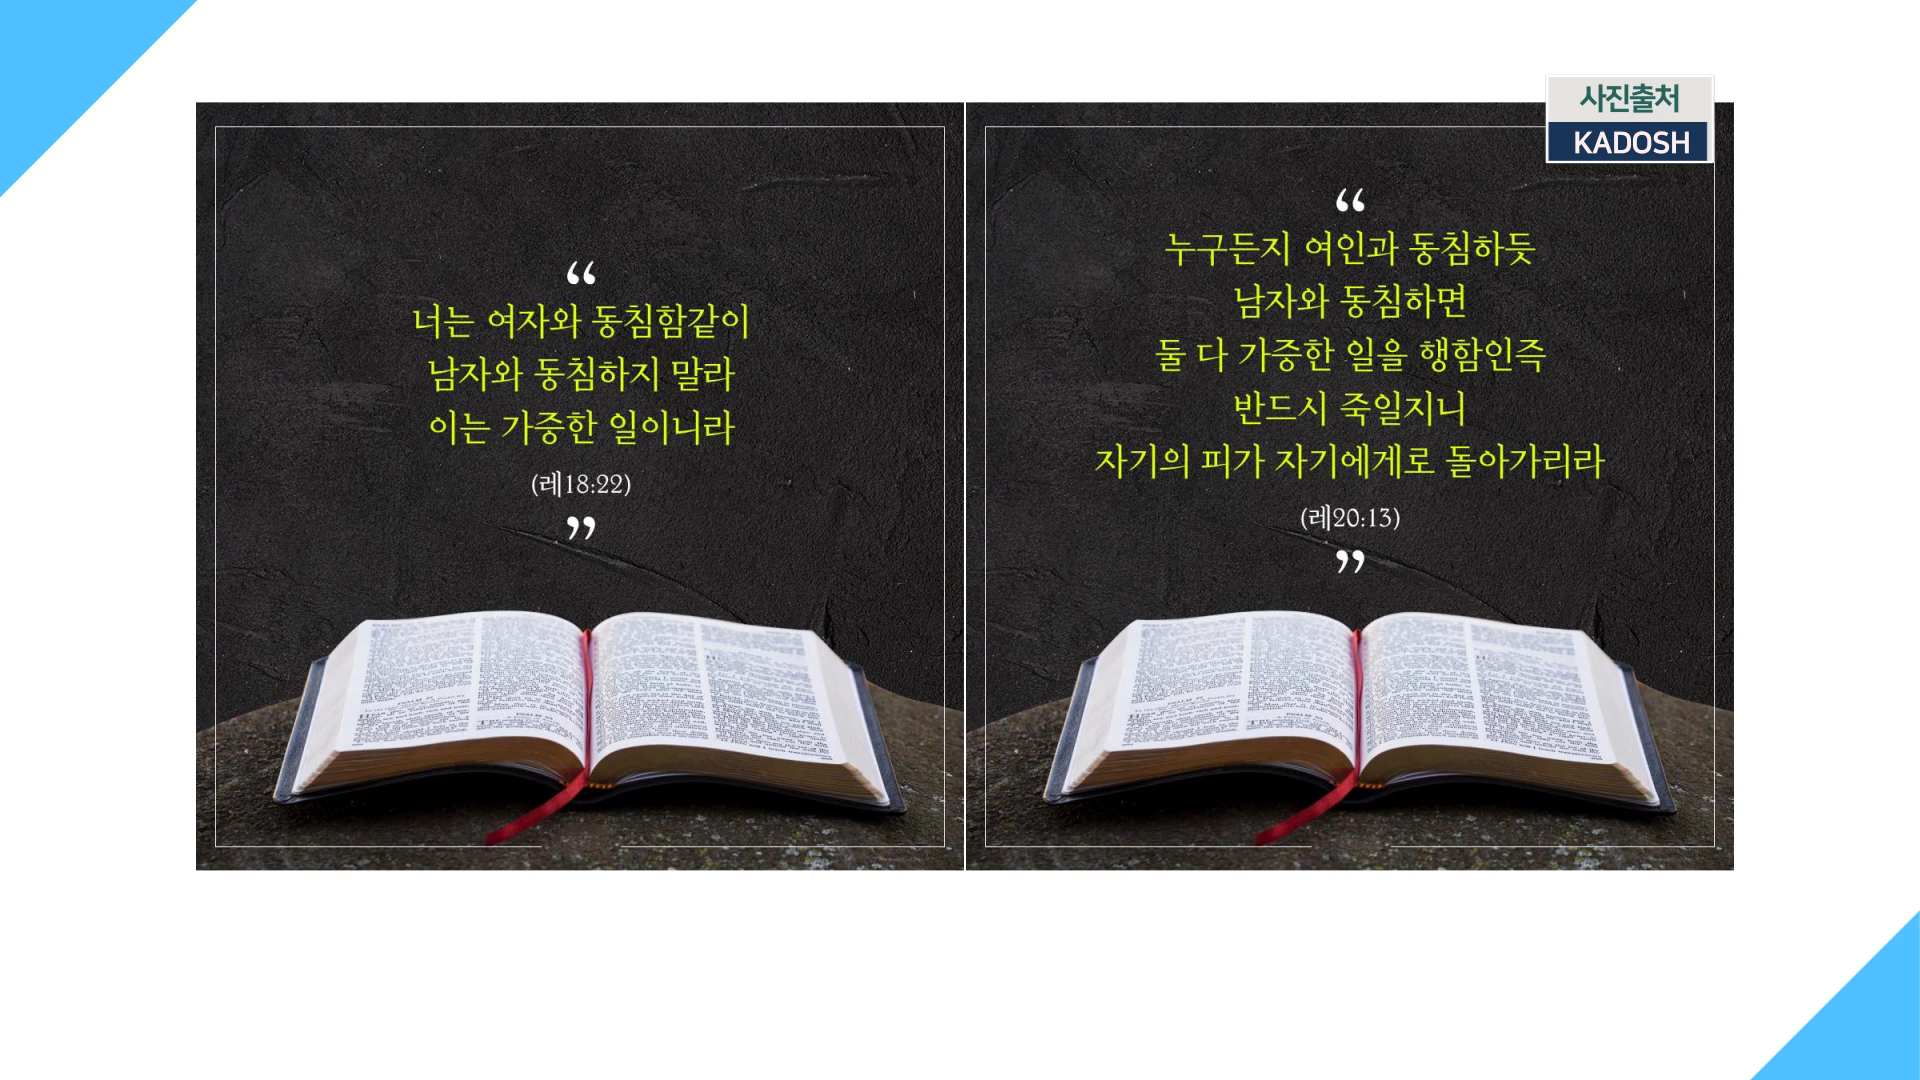 사진출처
KADOSH
“
너는 여자와 동침함같이
남자와 동침하지 말라
이는 가증한 일이니라
(레18:22)
”
“
누구든지 여인과 동침하듯
남자와 동침하면
둘 다 가증한 일을 행함인즉
반드시 죽일지니
자기의 피가 자기에게로 돌아가리라
(레20:13)
”